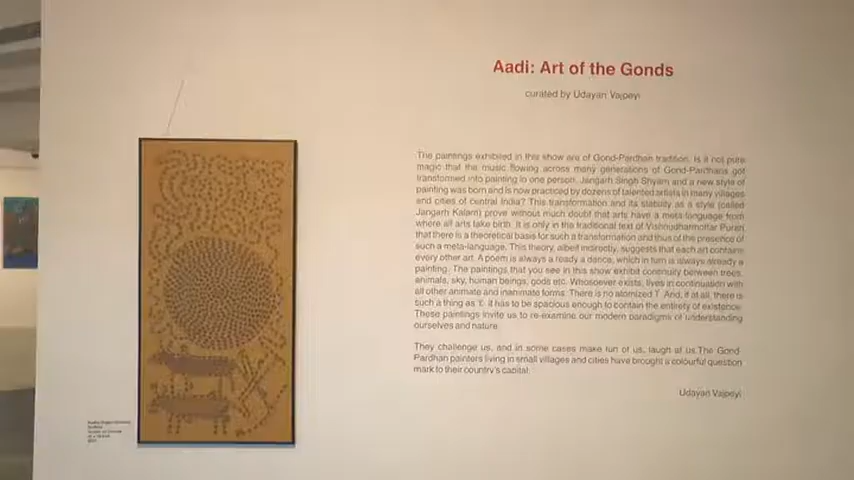 Aadi: Art of the Gonds
curated by Udayan Vajpeyi
The paintings exhibited in this show are of Gond-Pardhan tradition. Is it not pure
magic that the music flowing across many generations of Gond-Pardhans got
transformed into painting in one person, Jangarh Singh Shyam and a new style of
painting was born and is now practiced by dozens of talented artists in many villages
and cities of central India? This transformation and its stability as a style (called
Jangarh Kalam) prove without much doubt that arts have a meta-language from
where all arts take birth. It is only in the traditional text of Vishnudharmottar Puran
that there is a theoretical basis for such a transformation and thus of the presence of
such a meta-language. This theory, albeit indirectly, suggests that each art contains
every other art. A poem is always a ready a dance, which in turn is always already a
painting. The paintings that you see in this show exhibit continuity between trees,
animals, sky, human beings, gods etc. Whosoever exists, lives in continuation with
all other animate and inanimate forms. There is no atomized 'I'. And, if at all, there is
such a thing as 'I', it has to be spacious enough to contain the entirety of existence.
These paintings invite us to re-examine our modern paradigms of understanding
ourselves and nature.
They challenge us, and in some cases make fun of us, laugh at us.The Gond
Pardhan painters living in small villages and cities have brought a colourful question
mark to their country's capital.
Udayan Vajpeyi